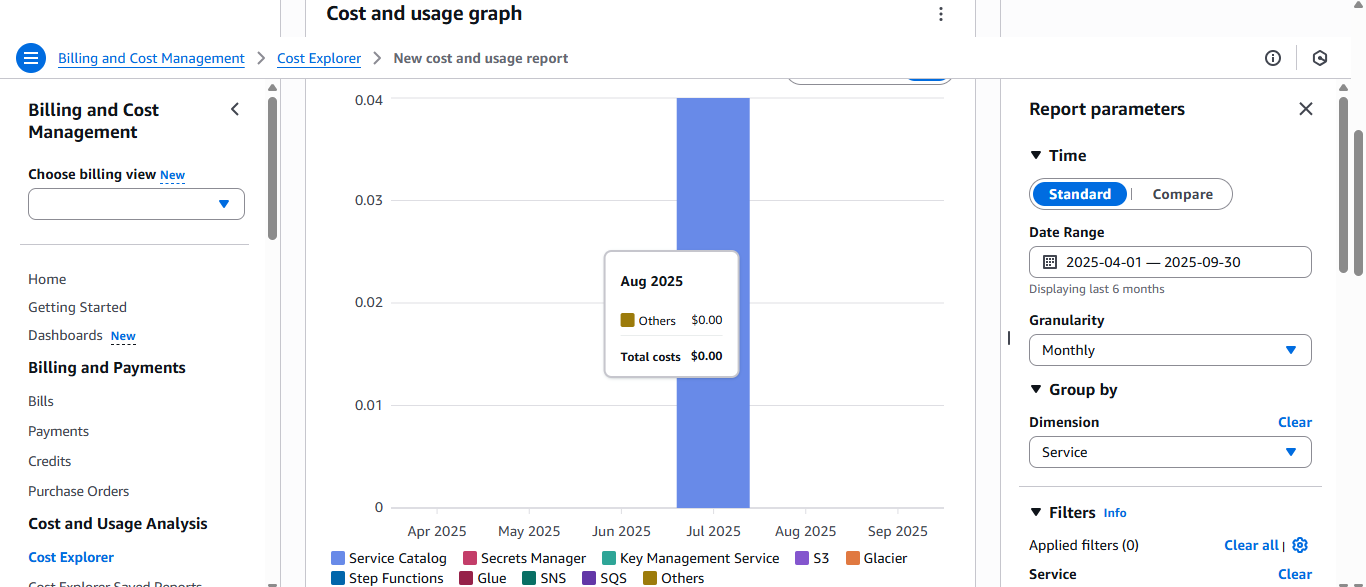 Cost and usage graph
Billing and Cost Management > Cost Explorer > New cost and usage report
Billing and Cost
Management
Choose billing view New
Home
Getting Started
Dashboards New
Billing and Payments
Bills
Payments
Credits
Purchase Orders
Cost and Usage Analysis
Cost Explorer
Cost Explorer Saved Reports
0.04
0.03
0.02
0.01
0
Aug 2025
Others $0.00
Total costs $0.00
Apr 2025 May 2025 Jun 2025 Jul 2025 Aug 2025 Sep 2025
Service Catalog Secrets Manager Key Management Service S3 Glacier
Step Functions Glue SNS SQS Others
Report parameters
Time
Standard Compare
Date Range
2025-04-01 — 2025-09-30
Displaying last 6 months
Granularity
Monthly
Group by
Dimension Clear
Service
Filters Info
Applied filters (0) Clear all
Service Clear